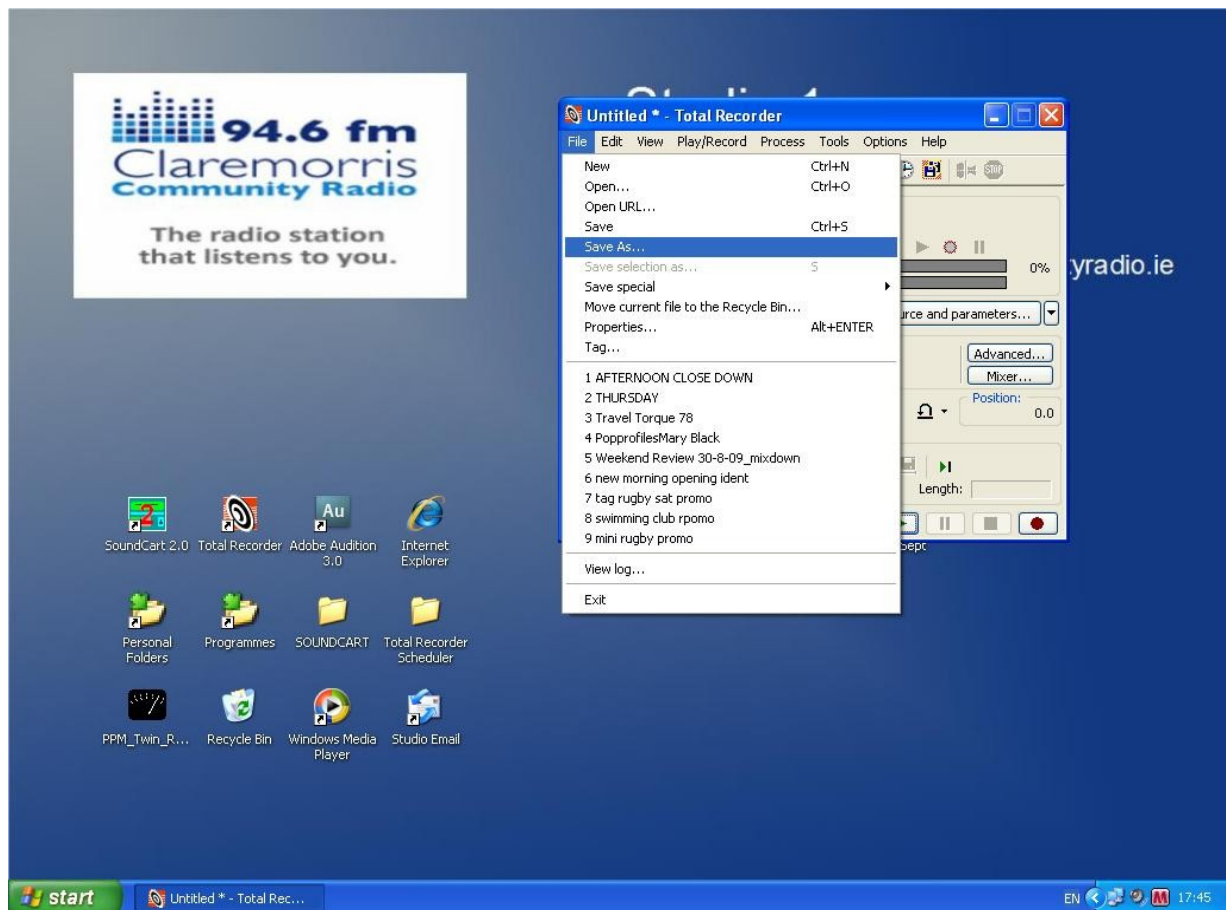 94.6 fm
Claremorris
Community Radio
The radio station
that listens to you.
Untitled * - Total Recorder
File Edit View Play/Record Process Tools Options Help
New Ctrl+N
Open... Ctrl+O
Open URL...
Save Ctrl+S
Save As...
Save selection as... S
Save special
Move current file to the Recycle Bin...
Properties... Alt+ENTER
Tag...
1 AFTERNOON CLOSE DOWN
2 THURSDAY
3 Travel Torque 78
4 PopprofilesMary Black
5 Weekend Review 30-8-09_mixdown
6 new morning opening ident
7 tag rugby sat promo
8 swimming club rpomo
9 mini rugby promo
View log...
Exit
STOP
0%
urce and parameters...
Advanced...
Mixer...
Position:
0.0
Length:
Sept
yradio.ie
SoundCart 2.0
Total Recorder
Au
Adobe Audition
3.0
Internet
Explorer
Personal
Folders
Programmes
SOUNDCART
Total Recorder
Scheduler
PPM_Twin_R...
Recycle Bin
Windows Media
Player
Studio Email
start
Untitled * - Total Rec...
EN
17:45